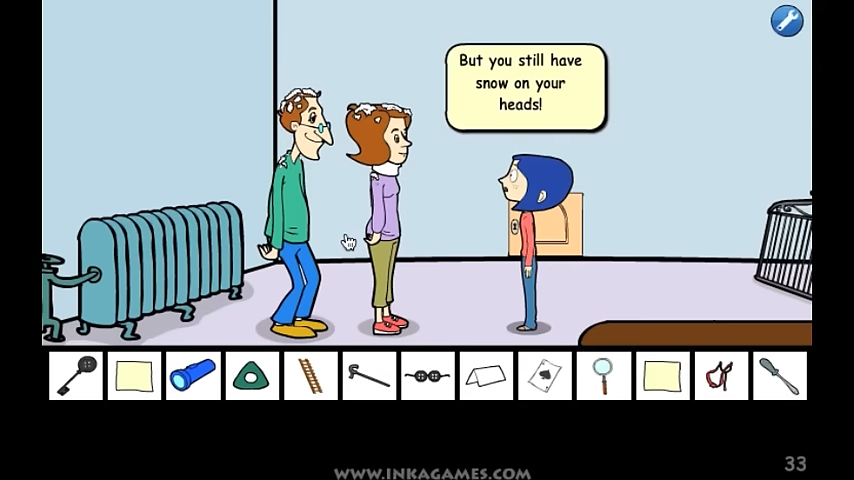 But you still have
snow on your
heads!
33
WWW.INKAGAMES.COM